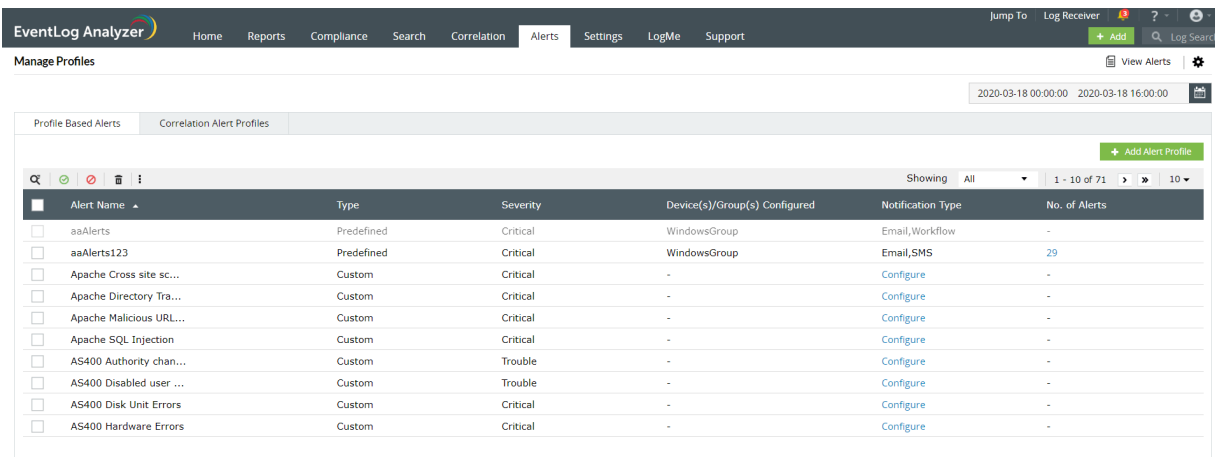 Jump To Log Receiver 3 ?
EventLog Analyzer Home Reports Compliance Search Correlation Alerts Settings LogMe Support + Add Log Searc
Manage Profiles View Alerts
2020-03-18 00:00:00 2020-03-18 16:00:00
Profile Based Alerts Correlation Alert Profiles
+ Add Alert Profile
Showing All 1 - 10 of 71 10
Alert Name Type Severity Device(s)/Group(s) Configured Notification Type No. of Alerts
aaAlerts Predefined Critical WindowsGroup Email,Workflow -
aaAlerts123 Predefined Critical WindowsGroup Email,SMS 29
Apache Cross site sc... Custom Critical - Configure -
Apache Directory Tra... Custom Critical - Configure -
Apache Malicious URL... Custom Critical - Configure -
Apache SQL Injection Custom Critical - Configure -
AS400 Authority chan... Custom Trouble - Configure -
AS400 Disabled user ... Custom Trouble - Configure -
AS400 Disk Unit Errors Custom Critical - Configure -
AS400 Hardware Errors Custom Critical - Configure -